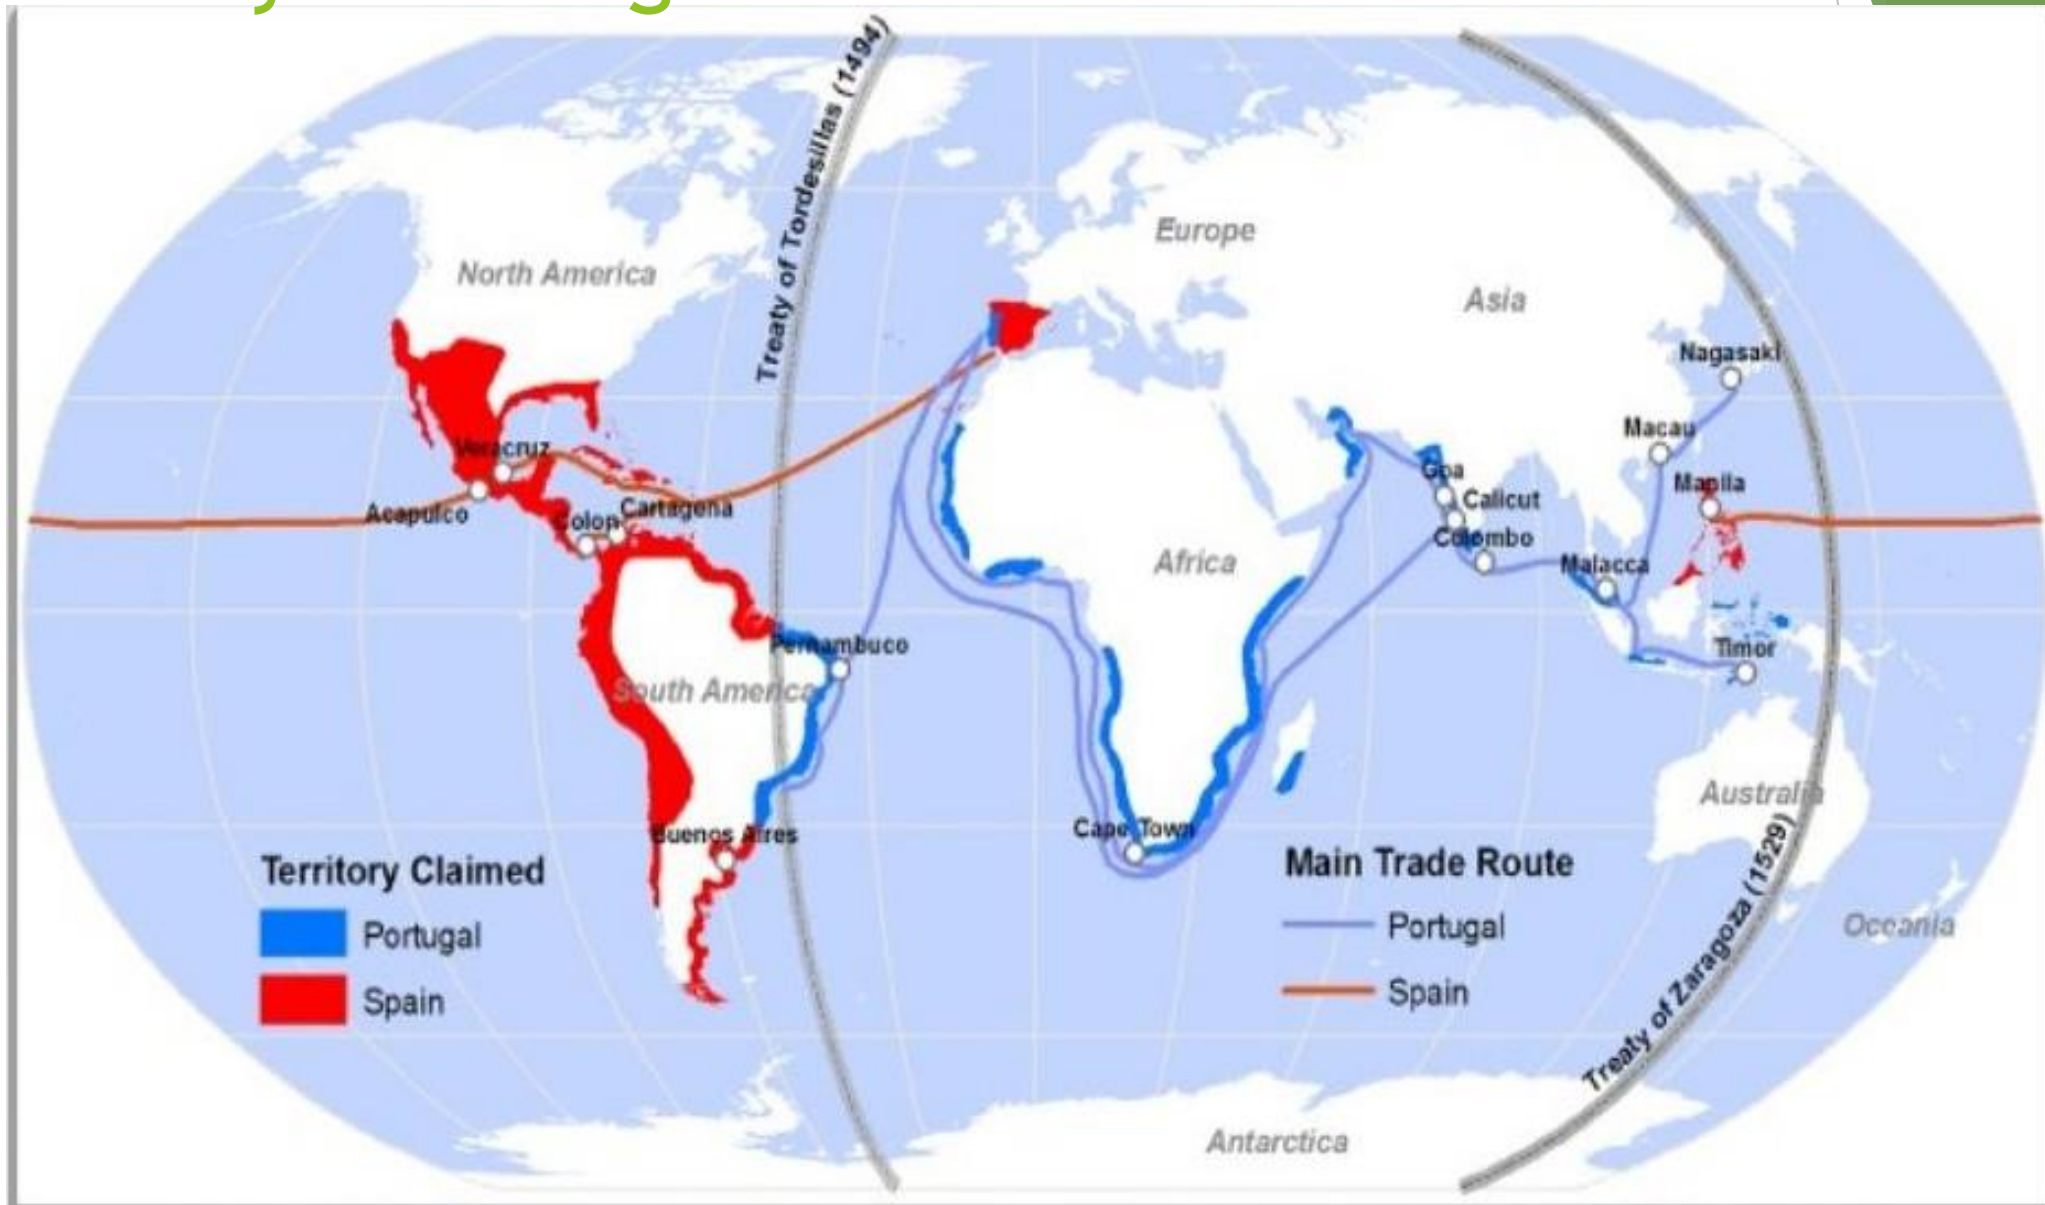 Treaty of Tordesillas (1494)
Europe
North America
Asia
Nagasaki
Macau
Veracruz
Goa
Manila
Acapulco
Cartagena
Calicut
Colon
Colombo
Africa
Malacca
Pernambuco
Timor
South America
Australia
Buenos Aires
Cape Town
Territory Claimed
Portugal
Spain
Main Trade Route
Portugal
Spain
Treaty of Zaragoza (1529)
Oceania
Antarctica